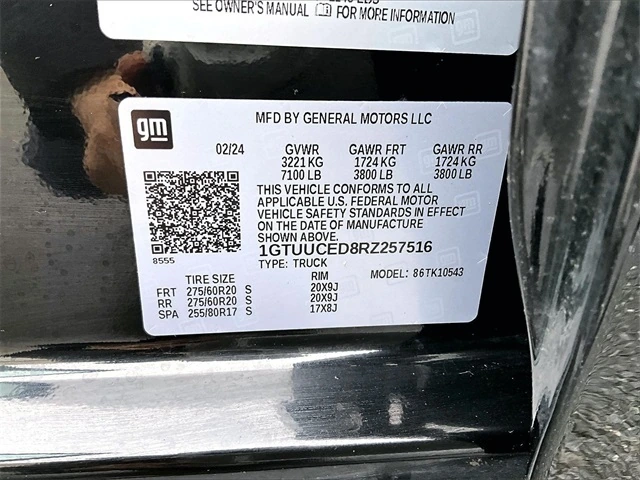 SEE OWNER'S MANUAL FOR MORE INFORMATION
gm
MFD BY GENERAL MOTORS LLC
02/24 GVWR GAWR FRT GAWR RR
3221 KG 1724 KG 1724 KG
7100 LB 3800 LB 3800 LB
THIS VEHICLE CONFORMS TO ALL
APPLICABLE U.S. FEDERAL MOTOR
VEHICLE SAFETY STANDARDS IN EFFECT
ON THE DATE OF MANUFACTURE
SHOWN ABOVE.
8555
1GTUUCED8RZ257516
TYPE: TRUCK MODEL: 86TK10543
TIRE SIZE RIM
FRT 275/60R20 S 20X9J
RR 275/60R20 S 20X9J
SPA 255/80R17 S 17X8J